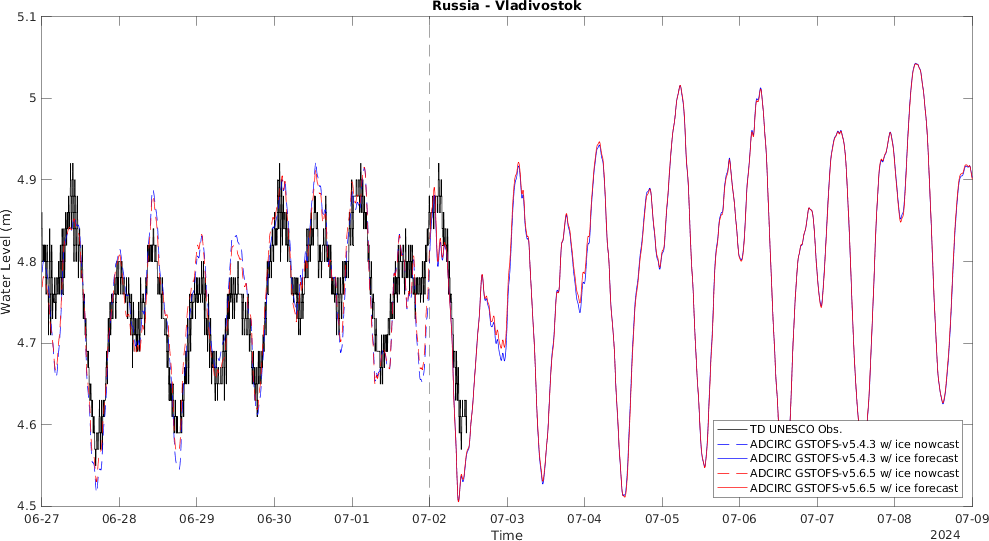 Russia - Vladivostok
5.1
5
4.9
4.8
4.7
4.6
4.5
Water Level (m)
TD UNESCO Obs.
ADCIRC GSTOFS-v5.4.3 w/ ice nowcast
ADCIRC GSTOFS-v5.4.3 w/ ice forecast
ADCIRC GSTOFS-v5.6.5 w/ ice nowcast
ADCIRC GSTOFS-v5.6.5 w/ ice forecast
06-27 06-28 06-29 06-30 07-01 07-02 07-03 07-04 07-05 07-06 07-07 07-08 07-09
Time
2024